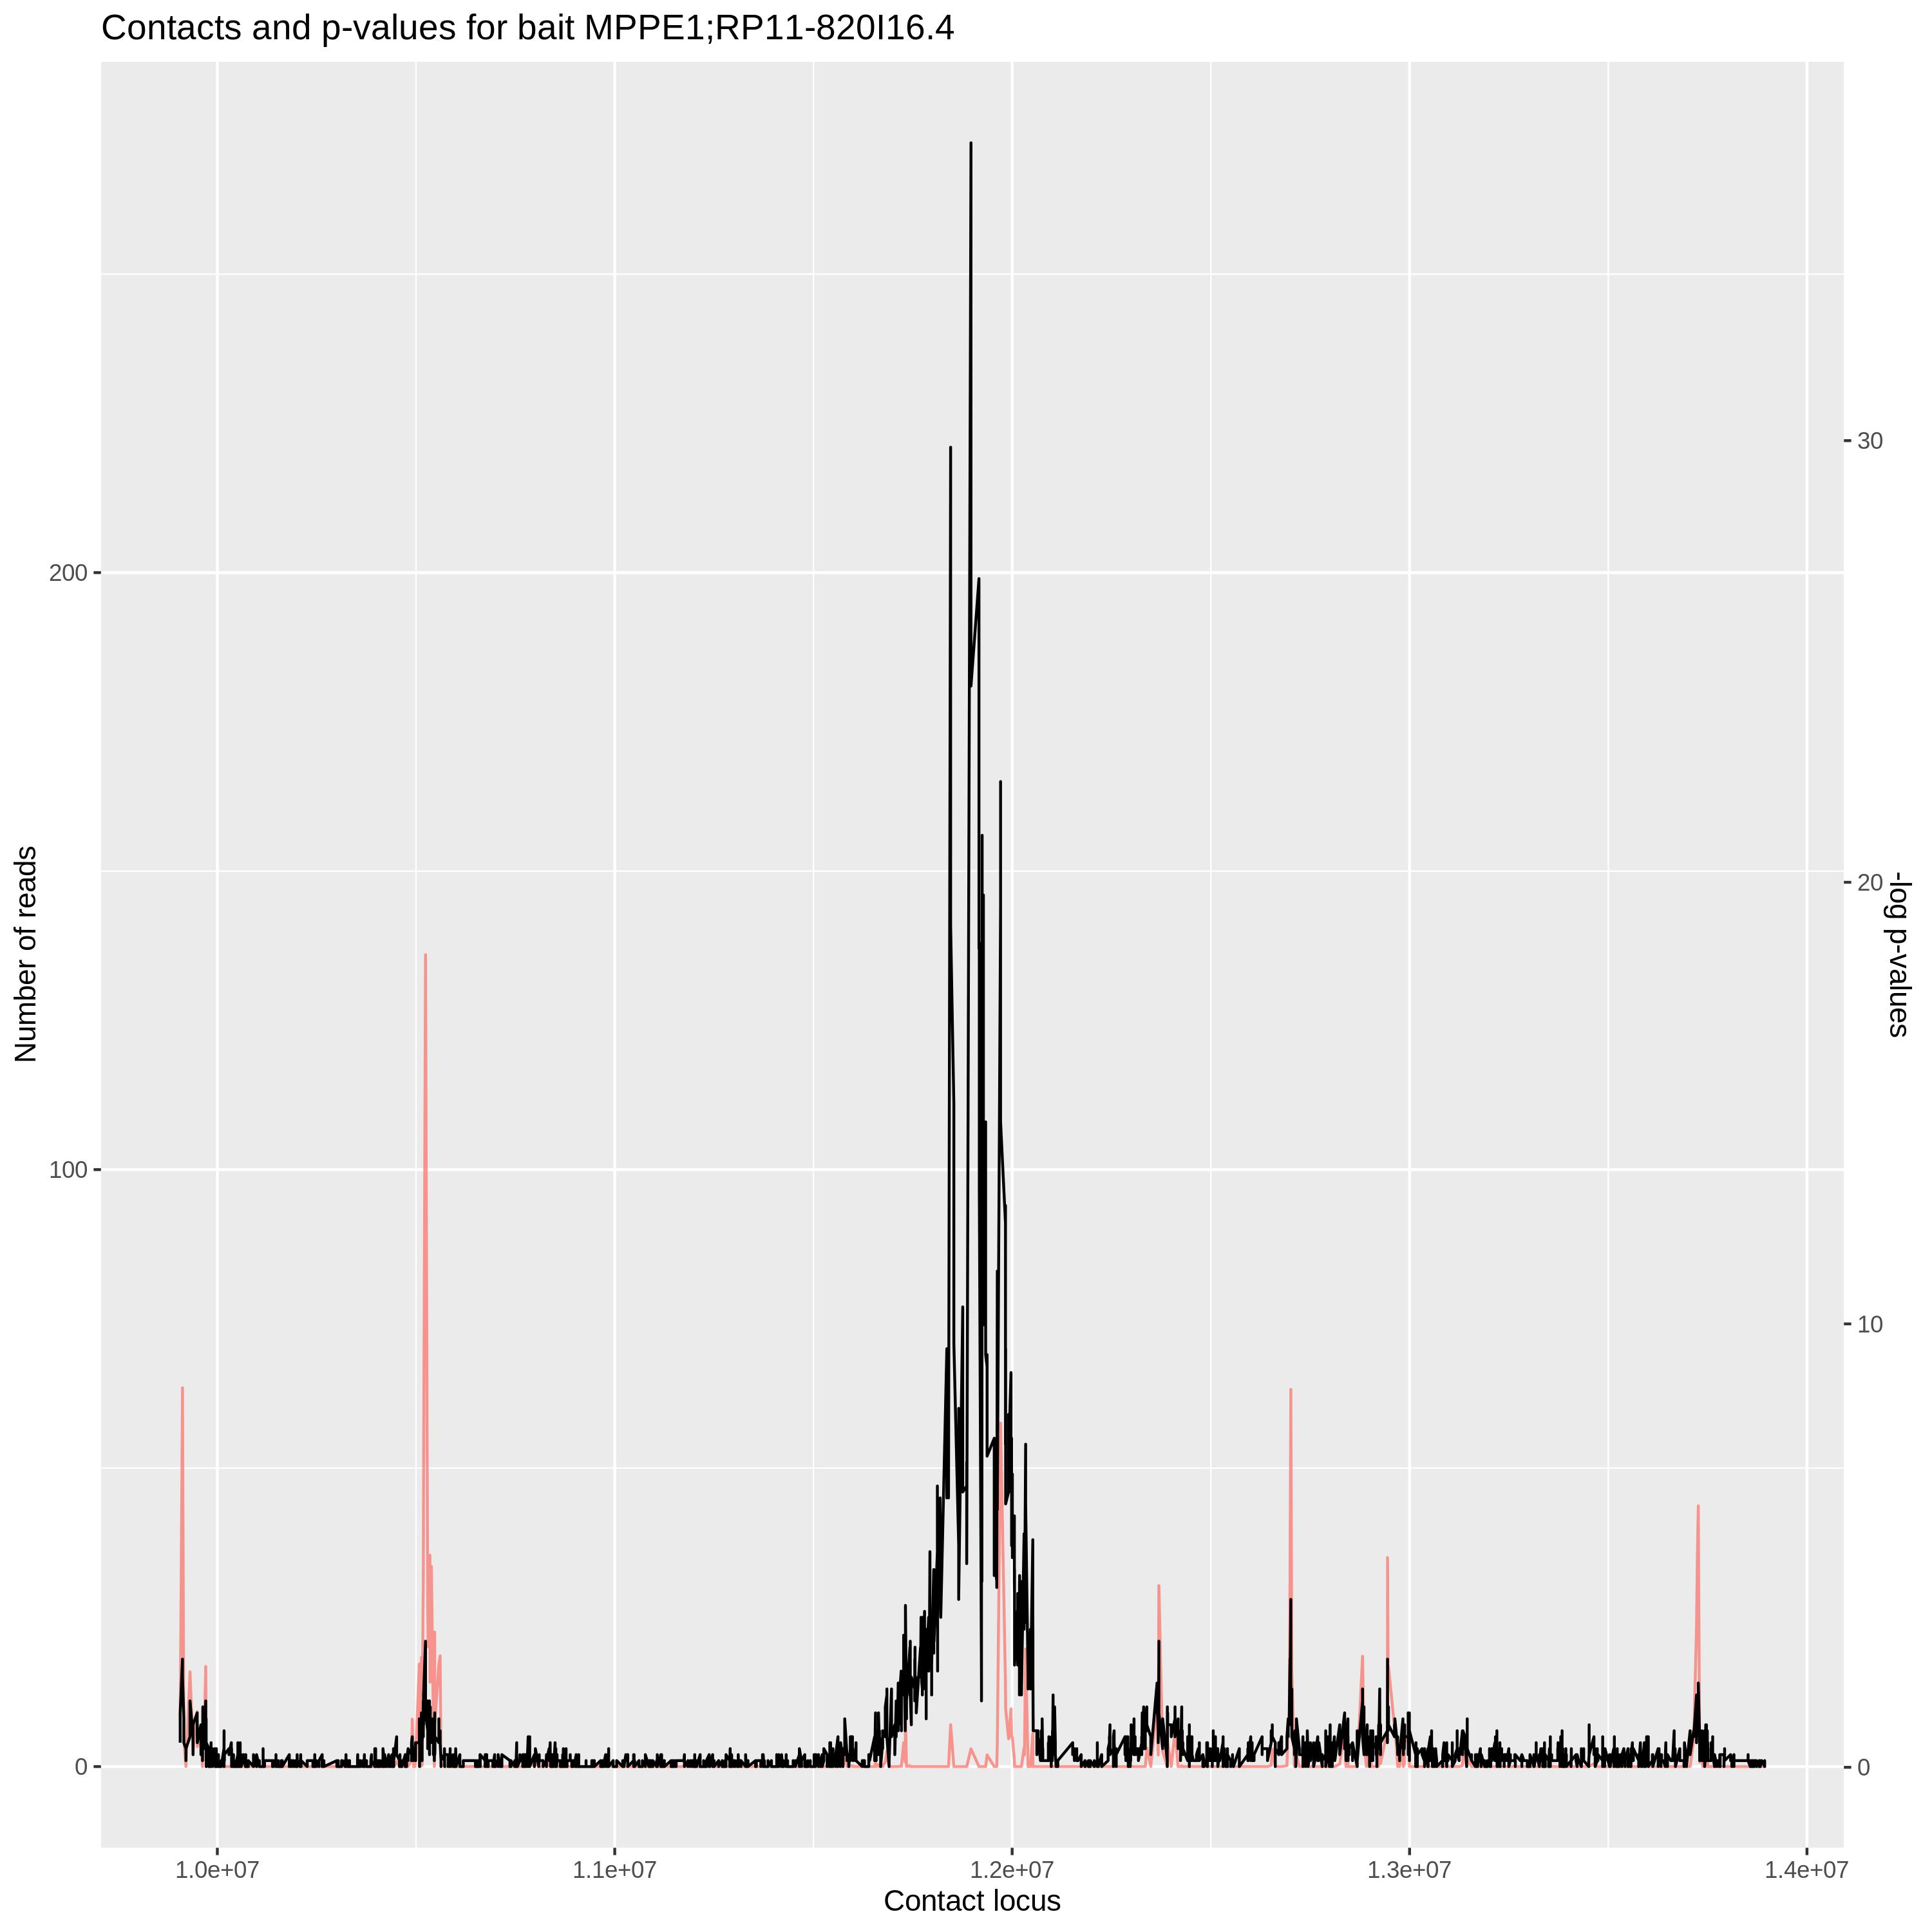 Contacts and p-values for bait MPPE1;RP11-820I16.4
Number of reads
200
100
0
30
20
10
0
-log p-values
1.0e+07
1.1e+07
1.2e+07
1.3e+07
1.4e+07
Contact locus